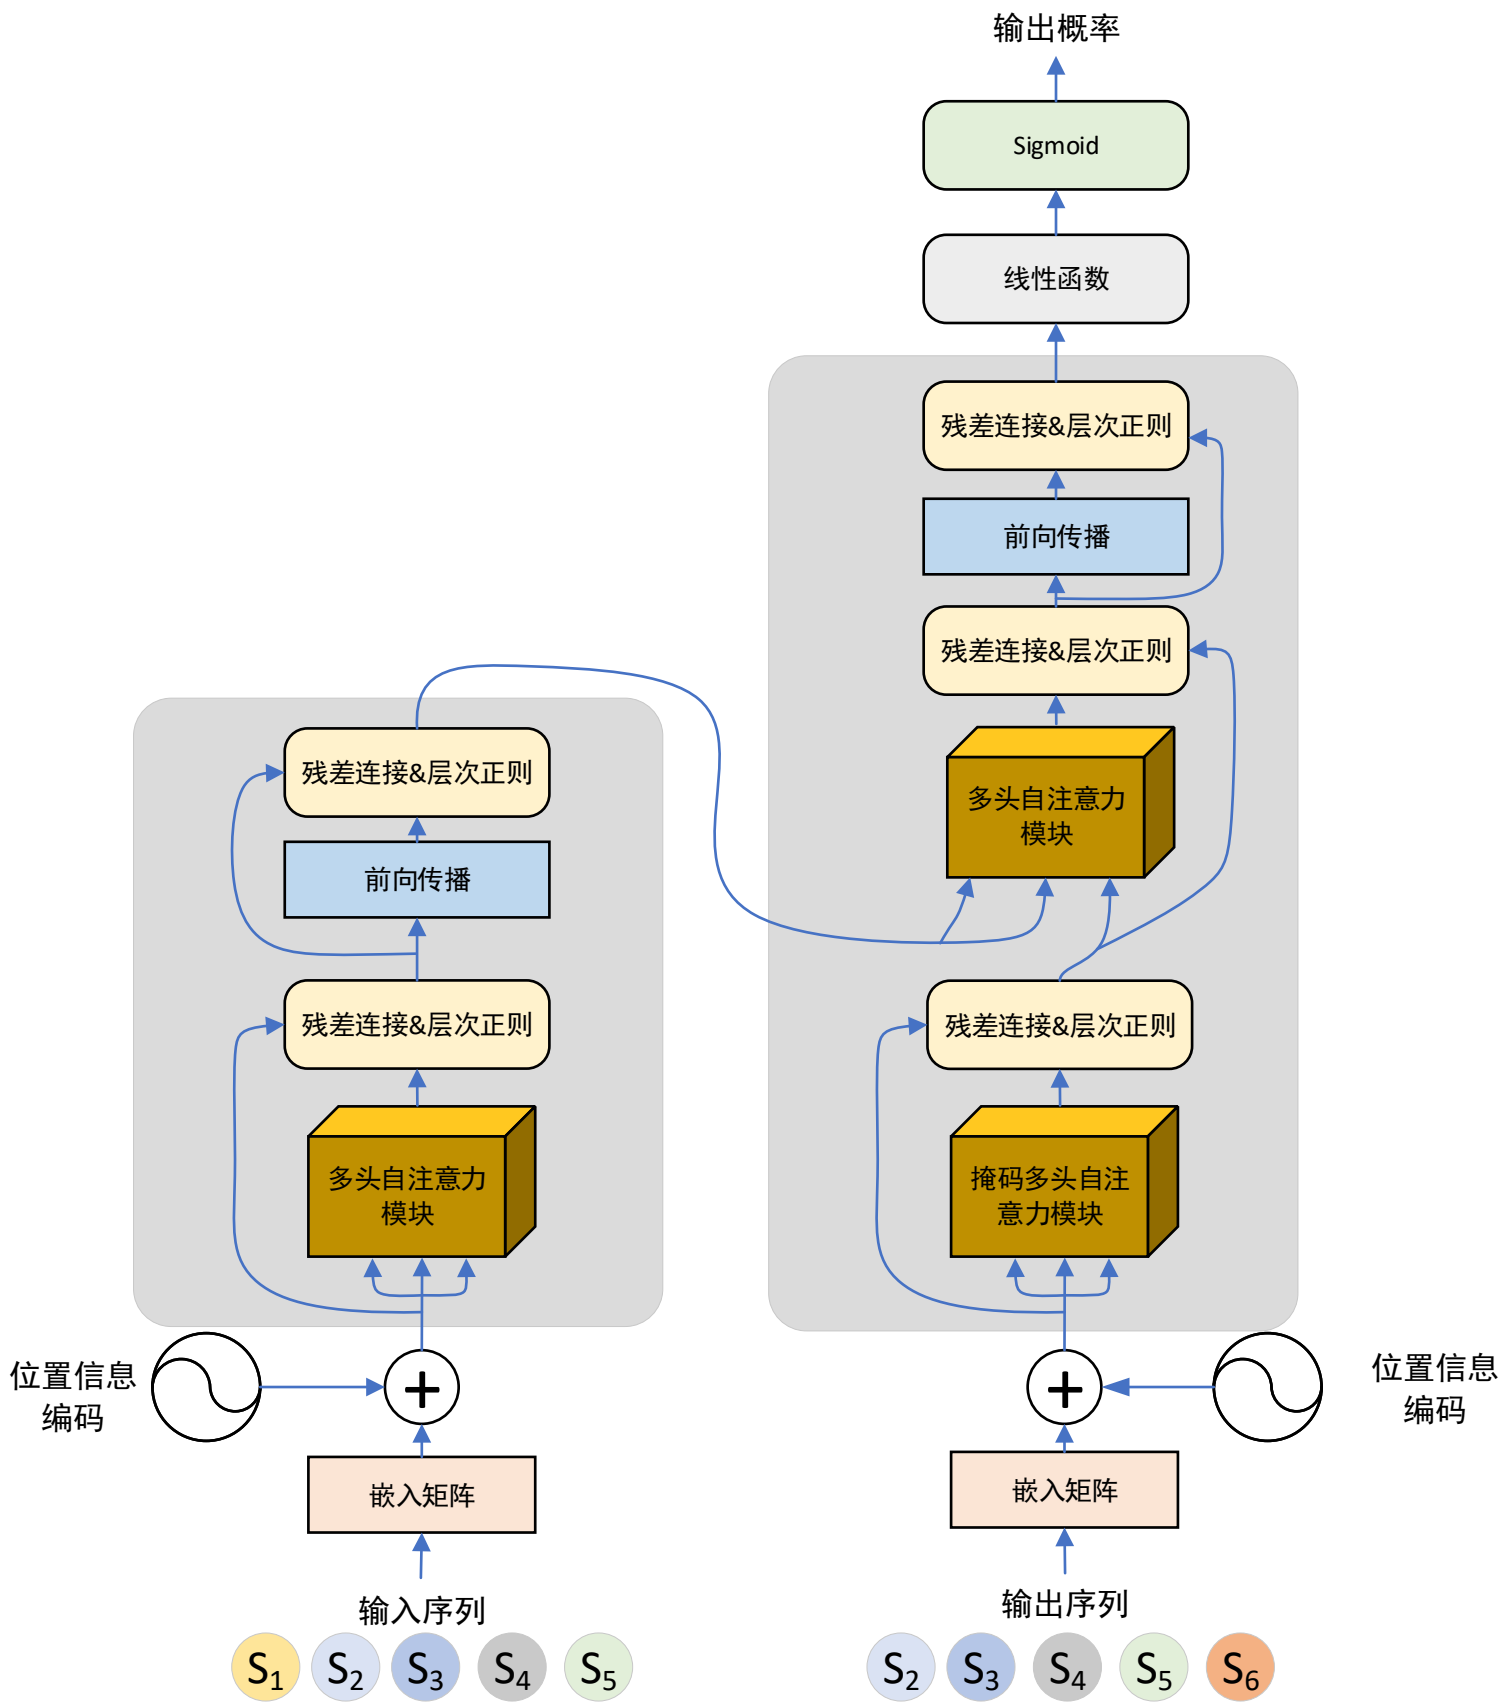 输出概率
Sigmoid
线性函数
残差连接&层次正则
前向传播
残差连接&层次正则
多头自注意力
模块
残差连接&层次正则
掩码多头自注
意力模块
位置信息
编码
+
嵌入矩阵
输出序列
S2 S3 S4 S5 S6
残差连接&层次正则
前向传播
残差连接&层次正则
多头自注意力
模块
位置信息
编码
+
嵌入矩阵
输入序列
S1 S2 S3 S4 S5